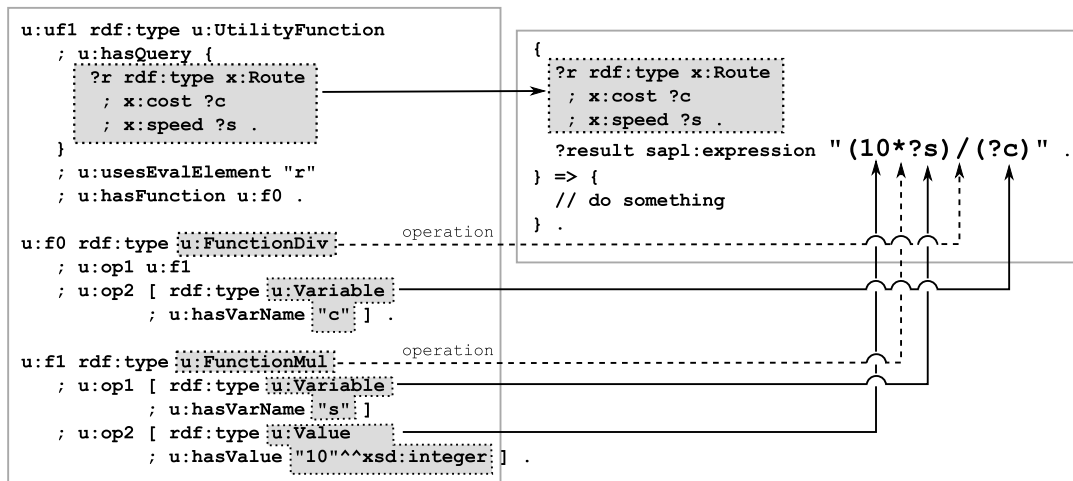 u:uf1 rdf:type u:UtilityFunction
; u:hasQuery {
?r rdf:type x:Route
; x:cost ?c
; x:speed ?s .
}
; u:usesEvalElement "r"
; u:hasFunction u:f0 .
u:f0 rdf:type u:FunctionDiv
; u:op1 u:f1
; u:op2 [ rdf:type u:Variable
; u:hasVarName "c" ] .
u:f1 rdf:type u:FunctionMul
; u:op1 [ rdf:type u:Variable
; u:hasVarName "s" ]
; u:op2 [ rdf:type u:Value
; u:hasValue "10"^^xsd:integer ] .
operation
operation
{
?r rdf:type x:Route
; x:cost ?c
; x:speed ?s .
?result sapl:expression "(10*?s)/(?c)" .
} => {
// do something
} .